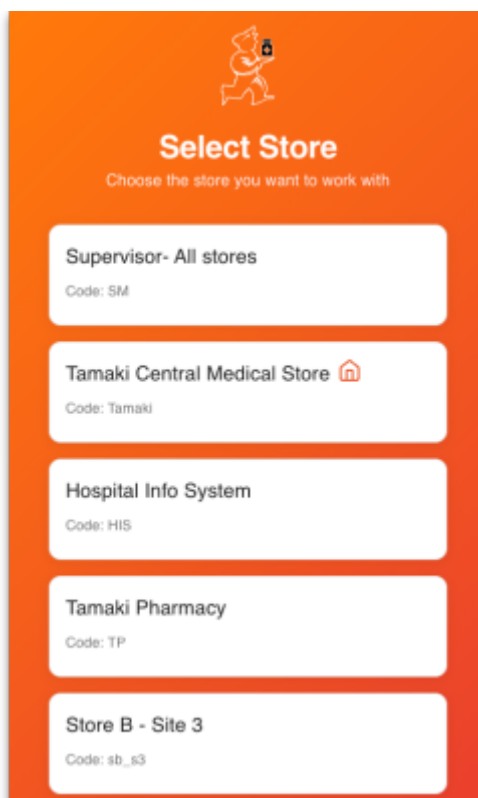 Select Store
Choose the store you want to work with
Supervisor- All stores
Code: SM
Tamaki Central Medical Store
Code: Tamaki
Hospital Info System
Code: HIS
Tamaki Pharmacy
Code: TP
Store B - Site 3
Code: sb_s3